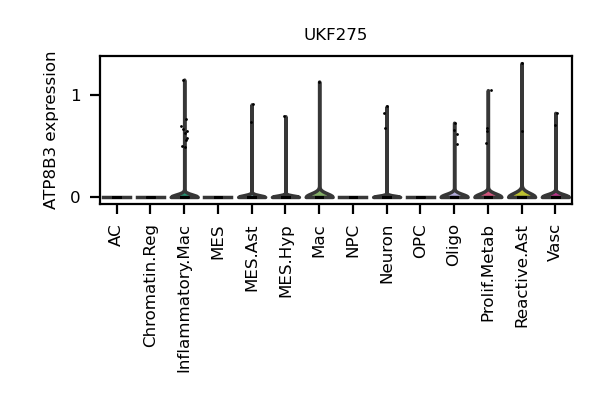 UKF275
ATP8B3 expression
1
0
AC
Chromatin.Reg
Inflammatory.Mac
MES
MES.Ast
MES.Hyp
Mac
NPC
Neuron
OPC
Oligo
Prolif.Metab
Reactive.Ast
Vasc